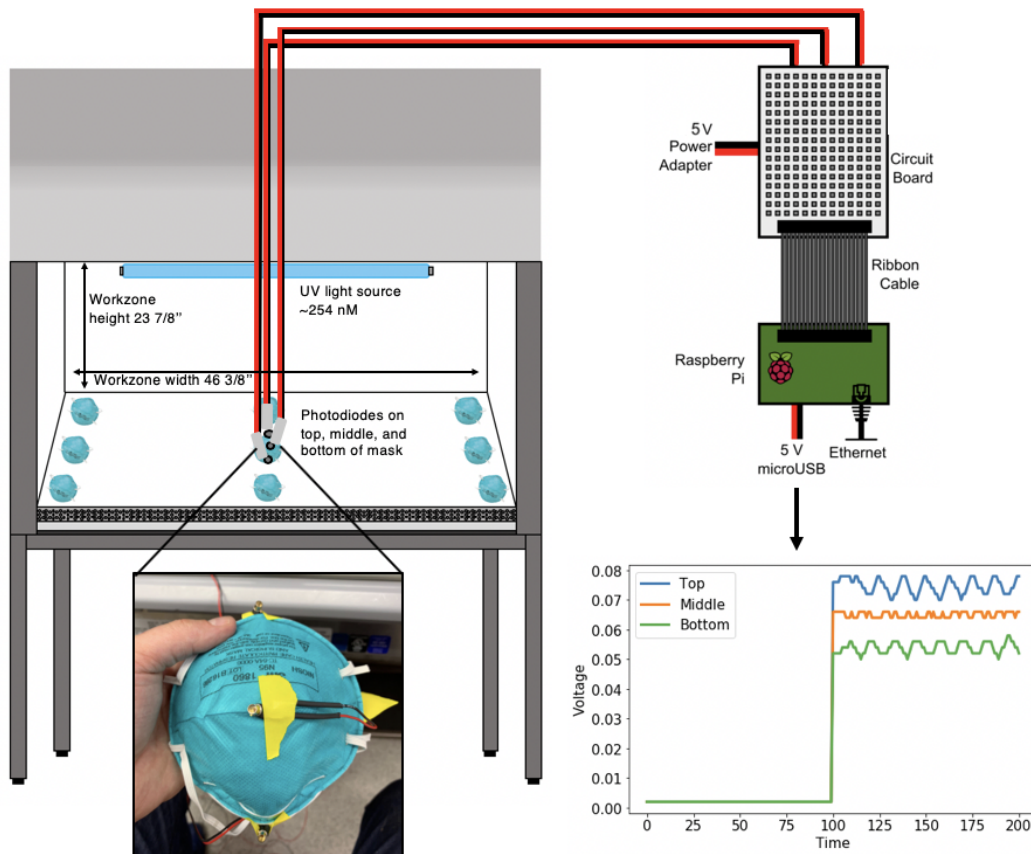 5 V
Power
Adapter
Circuit
Board
Ribbon
Cable
Raspberry
Pi
5 V
microUSB
Ethernet
UV light source
~254 nM
Workzone
height 23 7/8”
Workzone width 46 3/8”
Photodiodes on
top, middle, and
bottom of mask
NIOSH
N95
1860
Top
Middle
Bottom
Voltage
0.08
0.07
0.06
0.05
0.04
0.03
0.02
0.01
0.00
0
25
50
75
100
125
150
175
200
Time